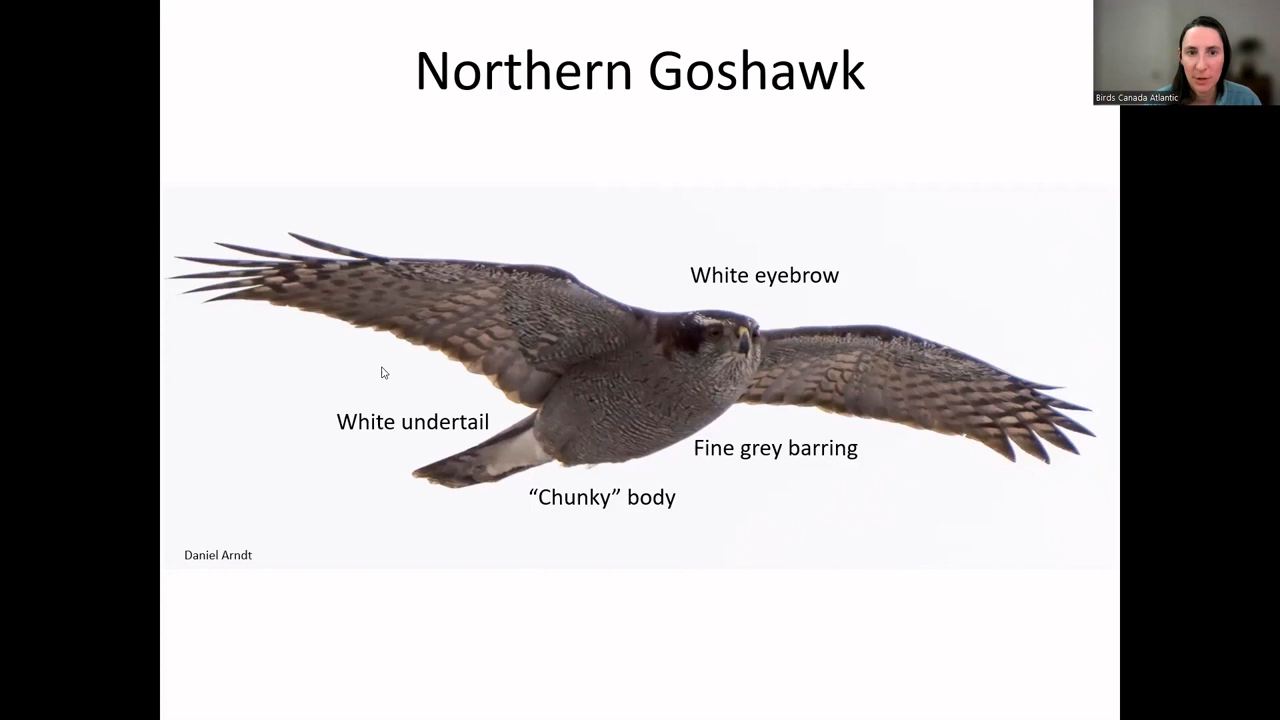 Northern Goshawk
Birds Canada Atlantic
White eyebrow
White undertail
Fine grey barring
“Chunky” body
Daniel Arndt